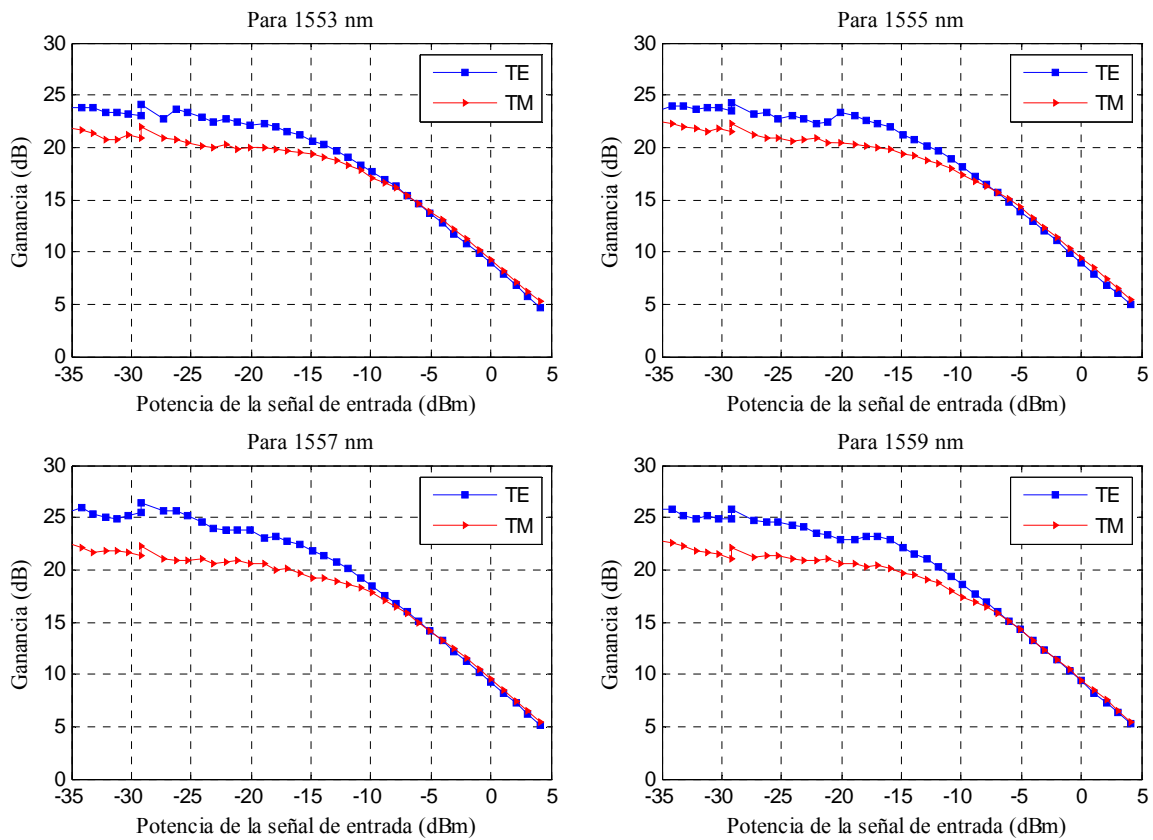 Para 1553 nm
Ganancia (dB)
30
25
20
15
10
5
0
TE
TM
-35 -30 -25 -20 -15 -10 -5 0 5
Potencia de la señal de entrada (dBm)
Para 1555 nm
Ganancia (dB)
30
25
20
15
10
5
0
TE
TM
-35 -30 -25 -20 -15 -10 -5 0 5
Potencia de la señal de entrada (dBm)
Para 1557 nm
Ganancia (dB)
30
25
20
15
10
5
0
TE
TM
-35 -30 -25 -20 -15 -10 -5 0 5
Potencia de la señal de entrada (dBm)
Para 1559 nm
Ganancia (dB)
30
25
20
15
10
5
0
TE
TM
-35 -30 -25 -20 -15 -10 -5 0 5
Potencia de la señal de entrada (dBm)